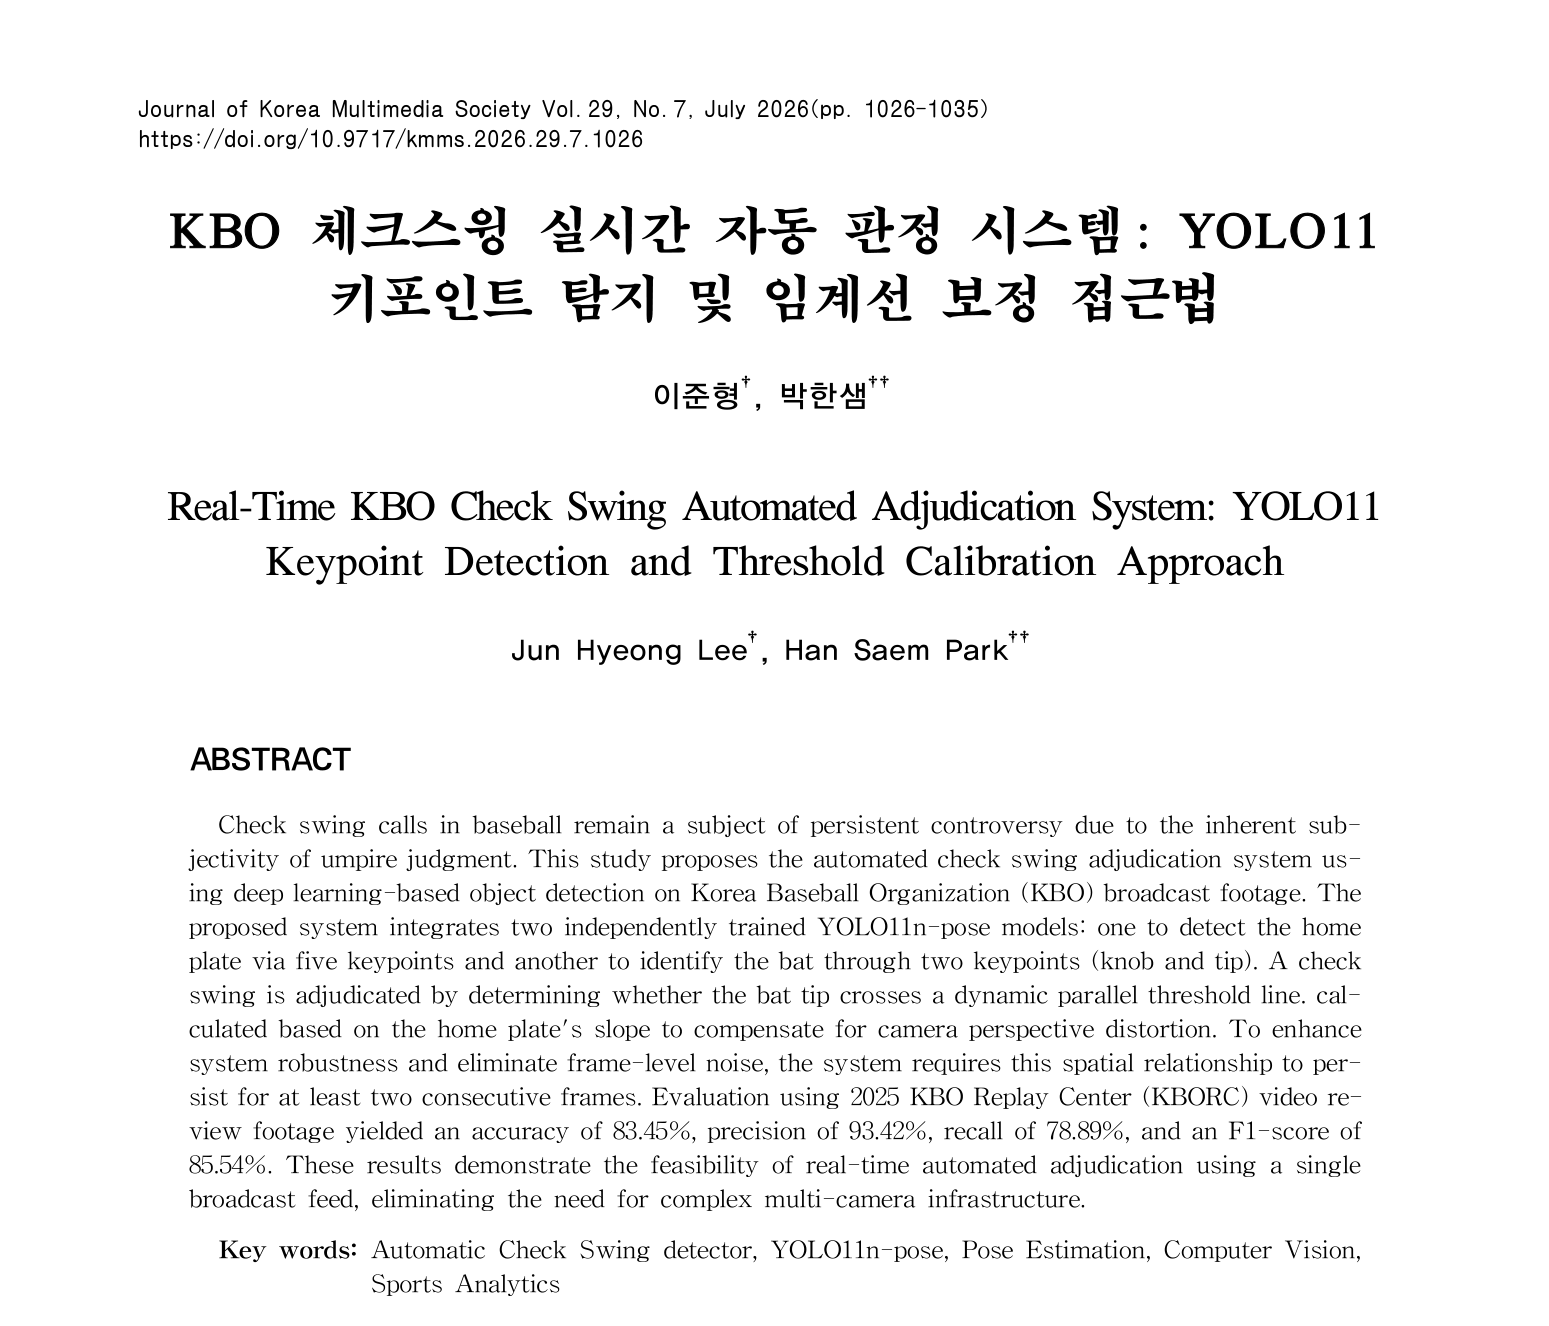 Journal of Korea Multimedia Society Vol. 29, No. 7, July 2026(pp. 1026-1035)
https://doi.org/10.9717/kmms.2026.29.7.1026
KBO 체크스윙 실시간 자동 판정 시스템: YOLO11
키포인트 탐지 및 임계선 보정 접근법
이준형†, 박한샘††
Real-Time KBO Check Swing Automated Adjudication System: YOLO11
Keypoint Detection and Threshold Calibration Approach
Jun Hyeong Lee†, Han Saem Park††
ABSTRACT
Check swing calls in baseball remain a subject of persistent controversy due to the inherent sub-
jectivity of umpire judgment. This study proposes the automated check swing adjudication system us-
ing deep learning-based object detection on Korea Baseball Organization (KBO) broadcast footage. The
proposed system integrates two independently trained YOLO11n-pose models: one to detect the home
plate via five keypoints and another to identify the bat through two keypoints (knob and tip). A check
swing is adjudicated by determining whether the bat tip crosses a dynamic parallel threshold line. cal-
culated based on the home plate's slope to compensate for camera perspective distortion. To enhance
system robustness and eliminate frame-level noise, the system requires this spatial relationship to per-
sist for at least two consecutive frames. Evaluation using 2025 KBO Replay Center (KBORC) video re-
view footage yielded an accuracy of 83.45%, precision of 93.42%, recall of 78.89%, and an F1-score of
85.54%. These results demonstrate the feasibility of real-time automated adjudication using a single
broadcast feed, eliminating the need for complex multi-camera infrastructure.
Key words: Automatic Check Swing detector, YOLO11n-pose, Pose Estimation, Computer Vision,
Sports Analytics